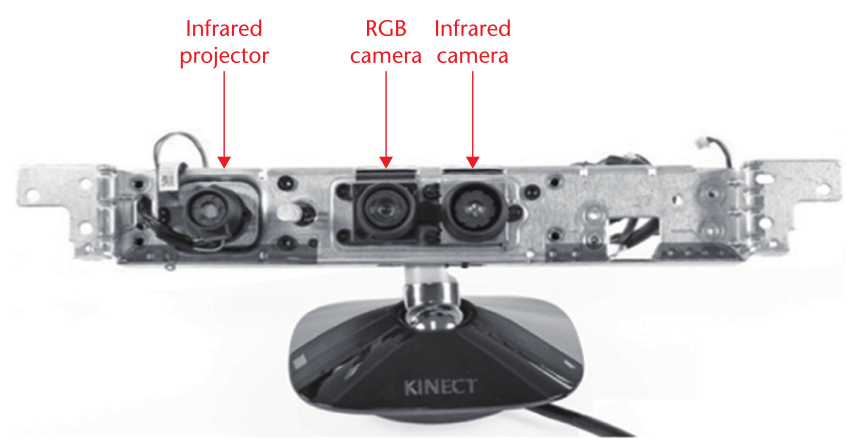 Infrared
projector
RGB
camera
Infrared
camera
KINECT